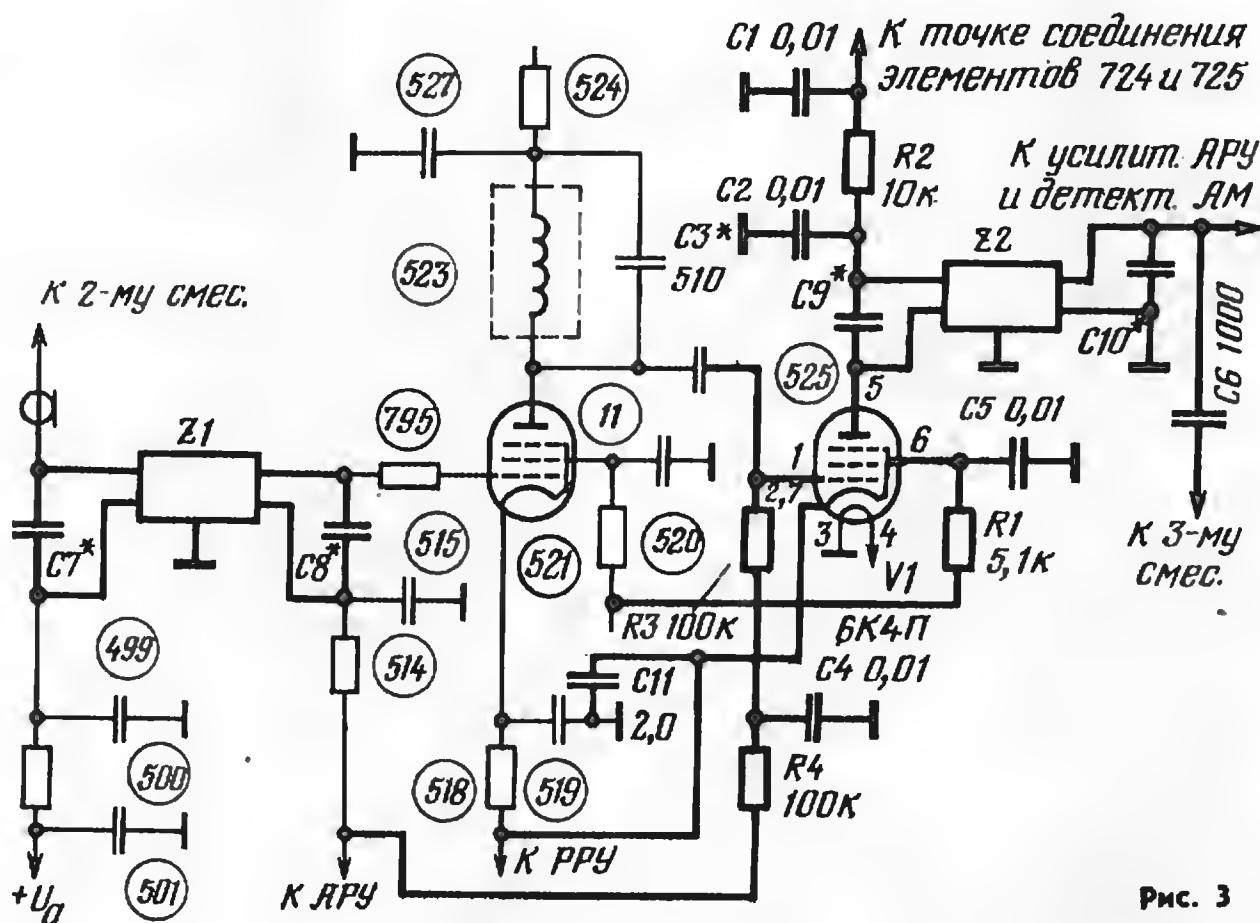 C1 0,01
К точке соединения
элементов 724 и 725
527
524
R2
10к
К усилит. АРУ
и детект. АМ
C2 0,01
C3*
510
Z2
523
К 2-му смес.
C9*
C10*
C6 1000
525
5
795
11
C5 0,01
Z1
1
6
2,7
3
4
C7*
C8*
515
521
520
R1
5,1к
V1
К 3-му
смес.
R3 100к
6К4П
499
514
C11
C4 0,01
2,0
500
518
519
R4
100к
501
+Uа
К АРУ
К РРУ
Рис. 3